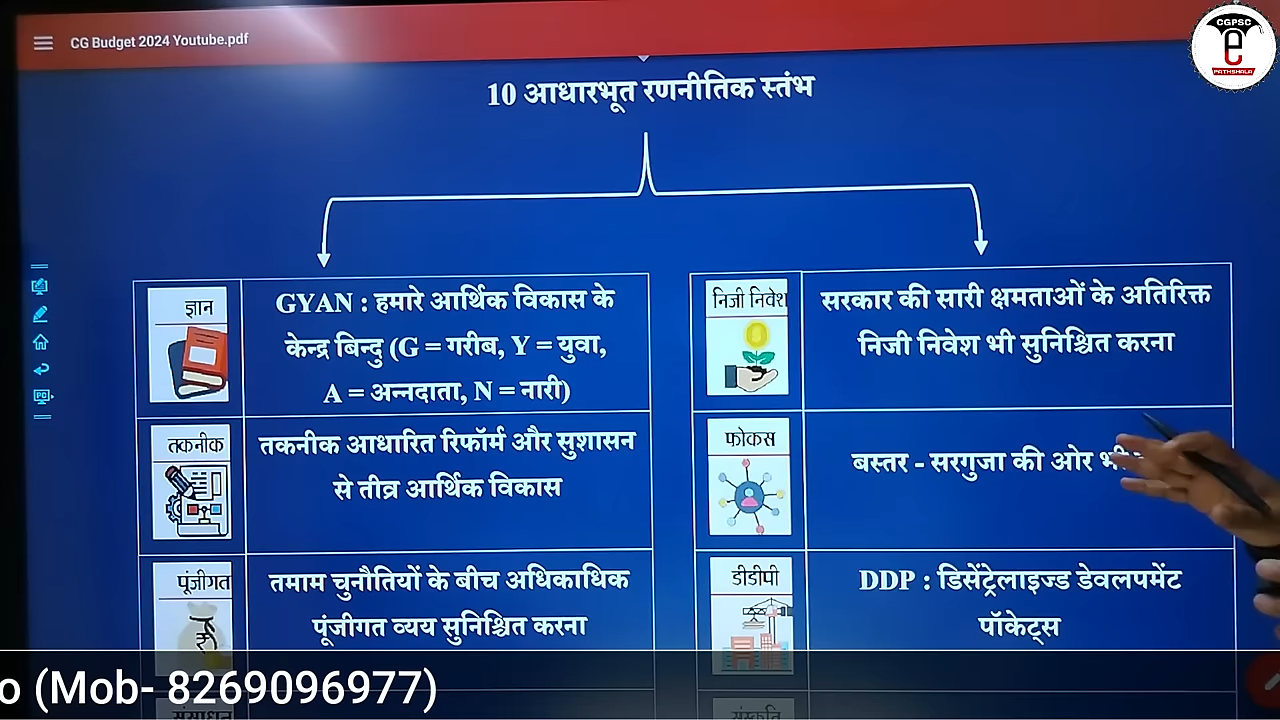 CG Budget 2024 Youtube.pdf
CGPSC
e
PATHSHALA
10 आधारभूत रणनीतिक स्तंभ
ज्ञान
GYAN : हमारे आर्थिक विकास के
केन्द्र बिन्दु (G = गरीब, Y = युवा,
A = अन्नदाता, N = नारी)
तकनीक
तकनीक आधारित रिफॉर्म और सुशासन
से तीव्र आर्थिक विकास
पूंजीगत
तमाम चुनौतियों के बीच अधिकाधिक
पूंजीगत व्यय सुनिश्चित करना
निजी निवेश
सरकार की सारी क्षमताओं के अतिरिक्त
निजी निवेश भी सुनिश्चित करना
फोकस
बस्तर - सरगुजा की ओर
डीडीपी
DDP : डिसेंट्रेलाइज्ड डेवलपमेंट
पॉकेट्स
o (Mob- 8269096977)